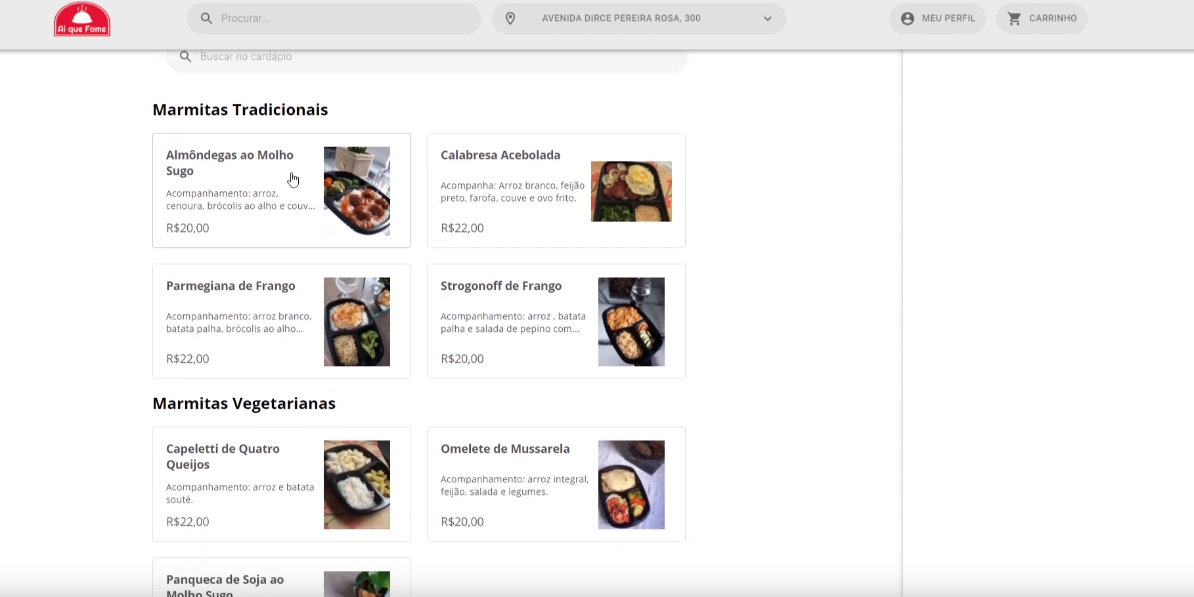 Ai que Fome
Procurar...
AVENIDA DIRCE PEREIRA ROSA, 300
MEU PERFIL
CARRINHO
Buscar no cardápio
Marmitas Tradicionais
Almôndegas ao Molho
Sugo
Acompanhamento: arroz,
cenoura, brócolis ao alho e couv...
R$20,00
Calabresa Acebolada
Acompanha: Arroz branco, feijão
preto, farofa, couve e ovo frito.
R$22,00
Parmegiana de Frango
Acompanhamento: arroz branco,
batata palha, brócolis ao alho...
R$22,00
Strogonoff de Frango
Acompanhamento: arroz , batata
palha e salada de pepino com...
R$20,00
Marmitas Vegetarianas
Capeletti de Quatro
Queijos
Acompanhamento: arroz e batata
souté.
R$22,00
Omelete de Mussarela
Acompanhamento: arroz integral,
feijão, salada e legumes.
R$20,00
Panqueca de Soja ao
Molho Sugo